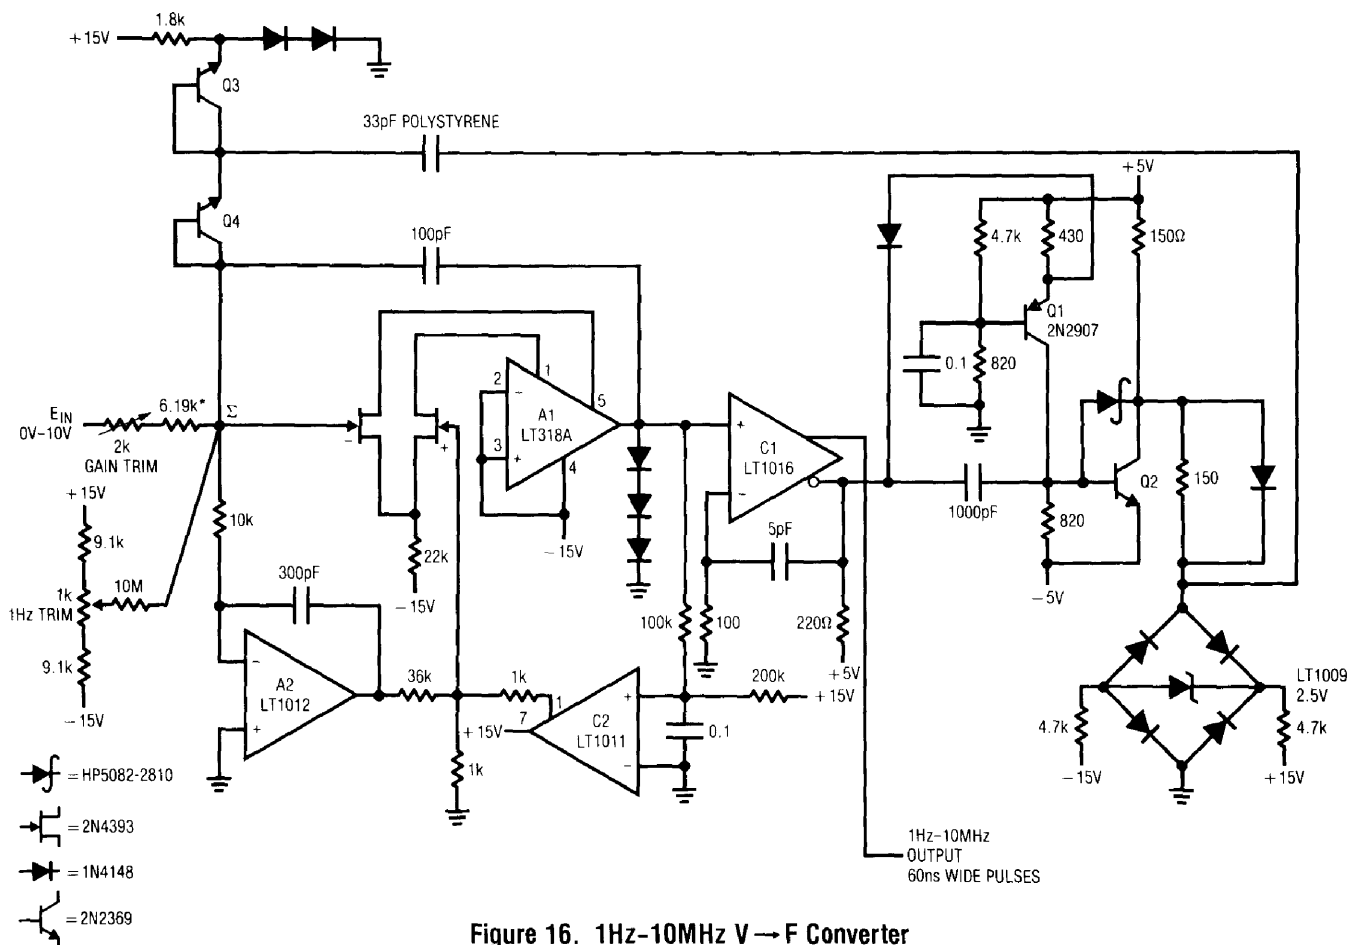 1.8k
+15V
Q3
33pF POLYSTYRENE
+5V
Q4
100pF
4.7k
430
150Ω
Q1
2N2907
0.1
820
1
2
−
5
A1
LT318A
3
+
4
−15V
EIN
0V–10V
6.19k*
Σ
2k
GAIN TRIM
−
+
+
C1
LT1016
−
Q2
150
1000pF
820
−5V
+15V
9.1k
10k
1k
1Hz TRIM
10M
9.1k
−15V
22k
−15V
300pF
5pF
100k
100
220Ω
+5V
−
A2
LT1012
+
36k
1k
1
7
+15V
C2
LT1011
+
−
200k
+15V
0.1
1k
LT1009
2.5V
4.7k
−15V
4.7k
+15V
= HP5082-2810
= 2N4393
= 1N4148
= 2N2369
1Hz–10MHz
OUTPUT
60ns WIDE PULSES
Figure 16. 1Hz–10MHz V → F Converter